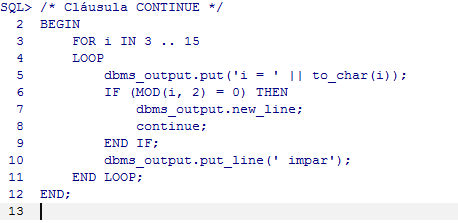 SQL> /* Cláusula CONTINUE */
2 BEGIN
3 FOR i IN 3 .. 15
4 LOOP
5 dbms_output.put('i = ' || to_char(i));
6 IF (MOD(i, 2) = 0) THEN
7 dbms_output.new_line;
8 continue;
9 END IF;
10 dbms_output.put_line(' impar');
11 END LOOP;
12 END;
13